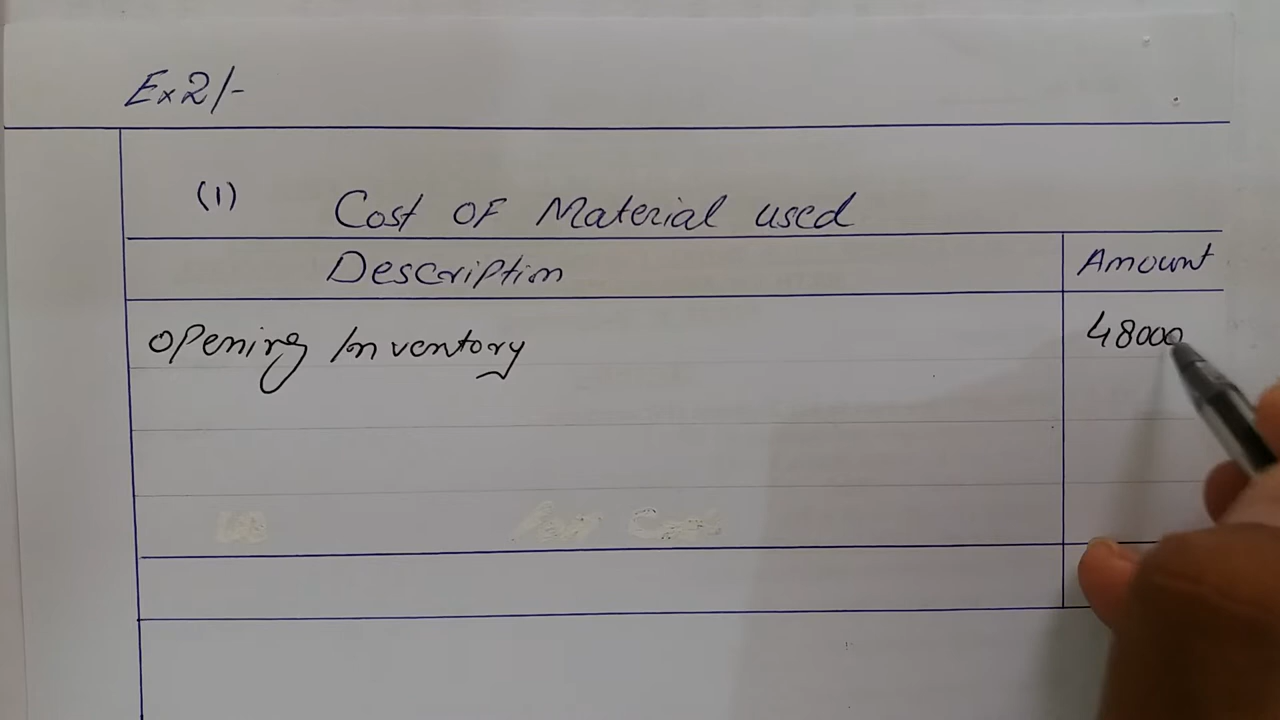 Ex2/-
(1) Cost OF Material used
Description Amount
Opening Inventory 48000